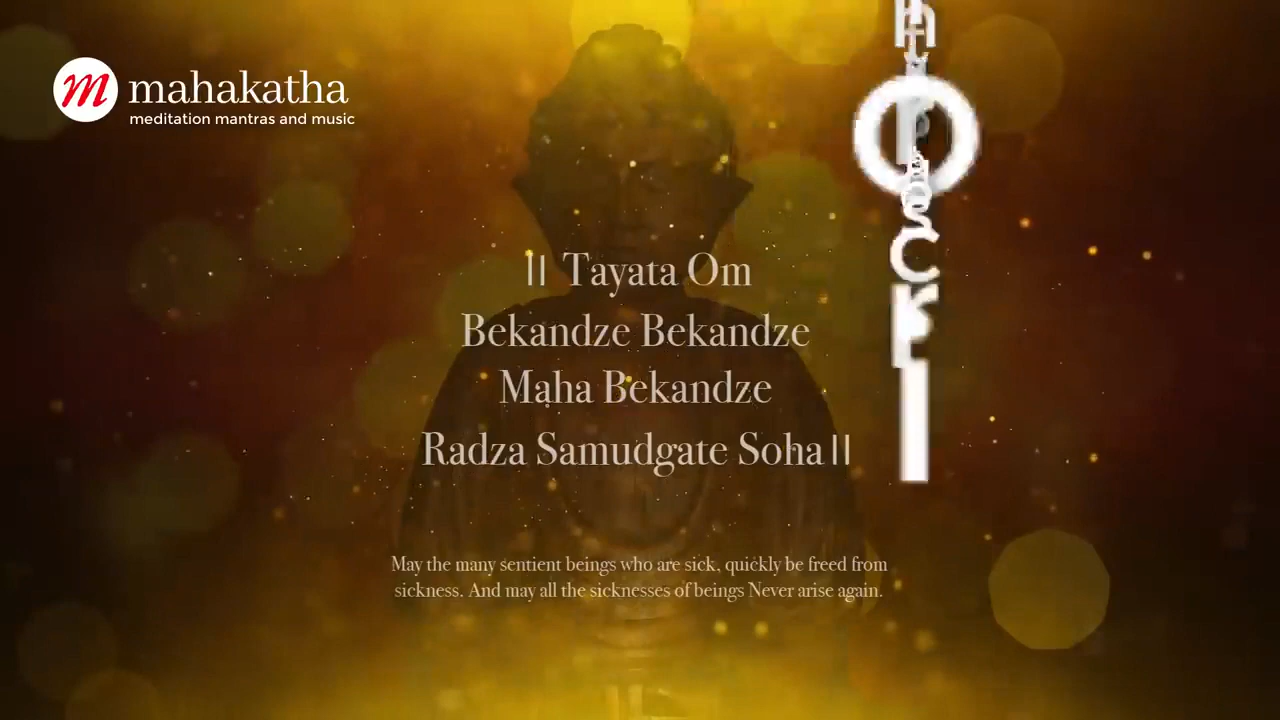 mahakatha
meditation mantras and music
|| Tayata Om
Bekandze Bekandze
Maha Bekandze
Radza Samudgate Soha ||
May the many sentient beings who are sick, quickly be freed from
sickness. And may all the sicknesses of beings Never arise again.